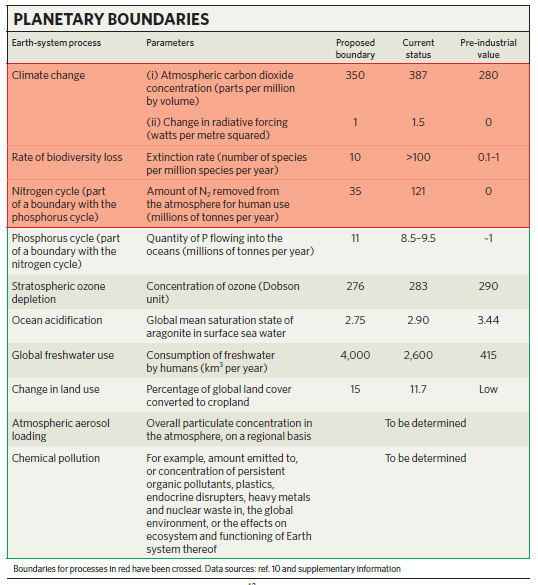 PLANETARY BOUNDARIES
Earth-system process Parameters Proposed boundary Current status Pre-industrial value
Climate change (i) Atmospheric carbon dioxide 350 387 280
concentration (parts per million
by volume)
(ii) Change in radiative forcing 1 1.5 0
(watts per metre squared)
Rate of biodiversity loss Extinction rate (number of species 10 >100 0.1–1
per million species per year)
Nitrogen cycle (part Amount of N₂ removed from 35 121 0
of a boundary with the the atmosphere for human use
phosphorus cycle) (millions of tonnes per year)
Phosphorus cycle (part Quantity of P flowing into the 11 8.5–9.5 ~1
of a boundary with the oceans (millions of tonnes per year)
nitrogen cycle)
Stratospheric ozone Concentration of ozone (Dobson 276 283 290
depletion unit)
Ocean acidification Global mean saturation state of 2.75 2.90 3.44
aragonite in surface sea water
Global freshwater use Consumption of freshwater 4,000 2,600 415
by humans (km³ per year)
Change in land use Percentage of global land cover 15 11.7 Low
converted to cropland
Atmospheric aerosol Overall particulate concentration in To be determined
loading the atmosphere, on a regional basis
Chemical pollution For example, amount emitted to, To be determined
or concentration of persistent
organic pollutants, plastics,
endocrine disrupters, heavy metals
and nuclear waste in, the global
environment, or the effects on
ecosystem and functioning of Earth
system thereof
Boundaries for processes in red have been crossed. Data sources: ref. 10 and supplementary information